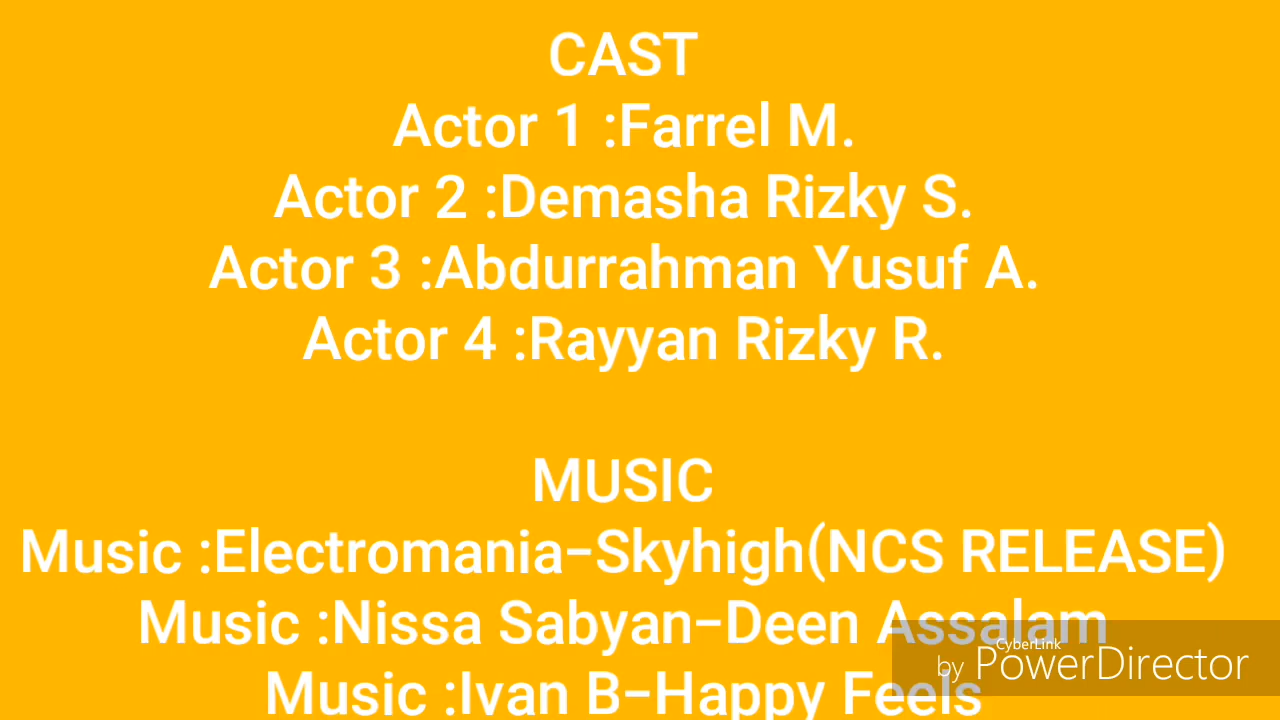 CAST
Actor 1 :Farrel M.
Actor 2 :Demasha Rizky S.
Actor 3 :Abdurrahman Yusuf A.
Actor 4 :Rayyan Rizky R.
MUSIC
Music :Electromania-Skyhigh(NCS RELEASE)
Music :Nissa Sabyan-Deen Assalam
CyberLink
by PowerDirector
Music :Ivan B-Happy Feels